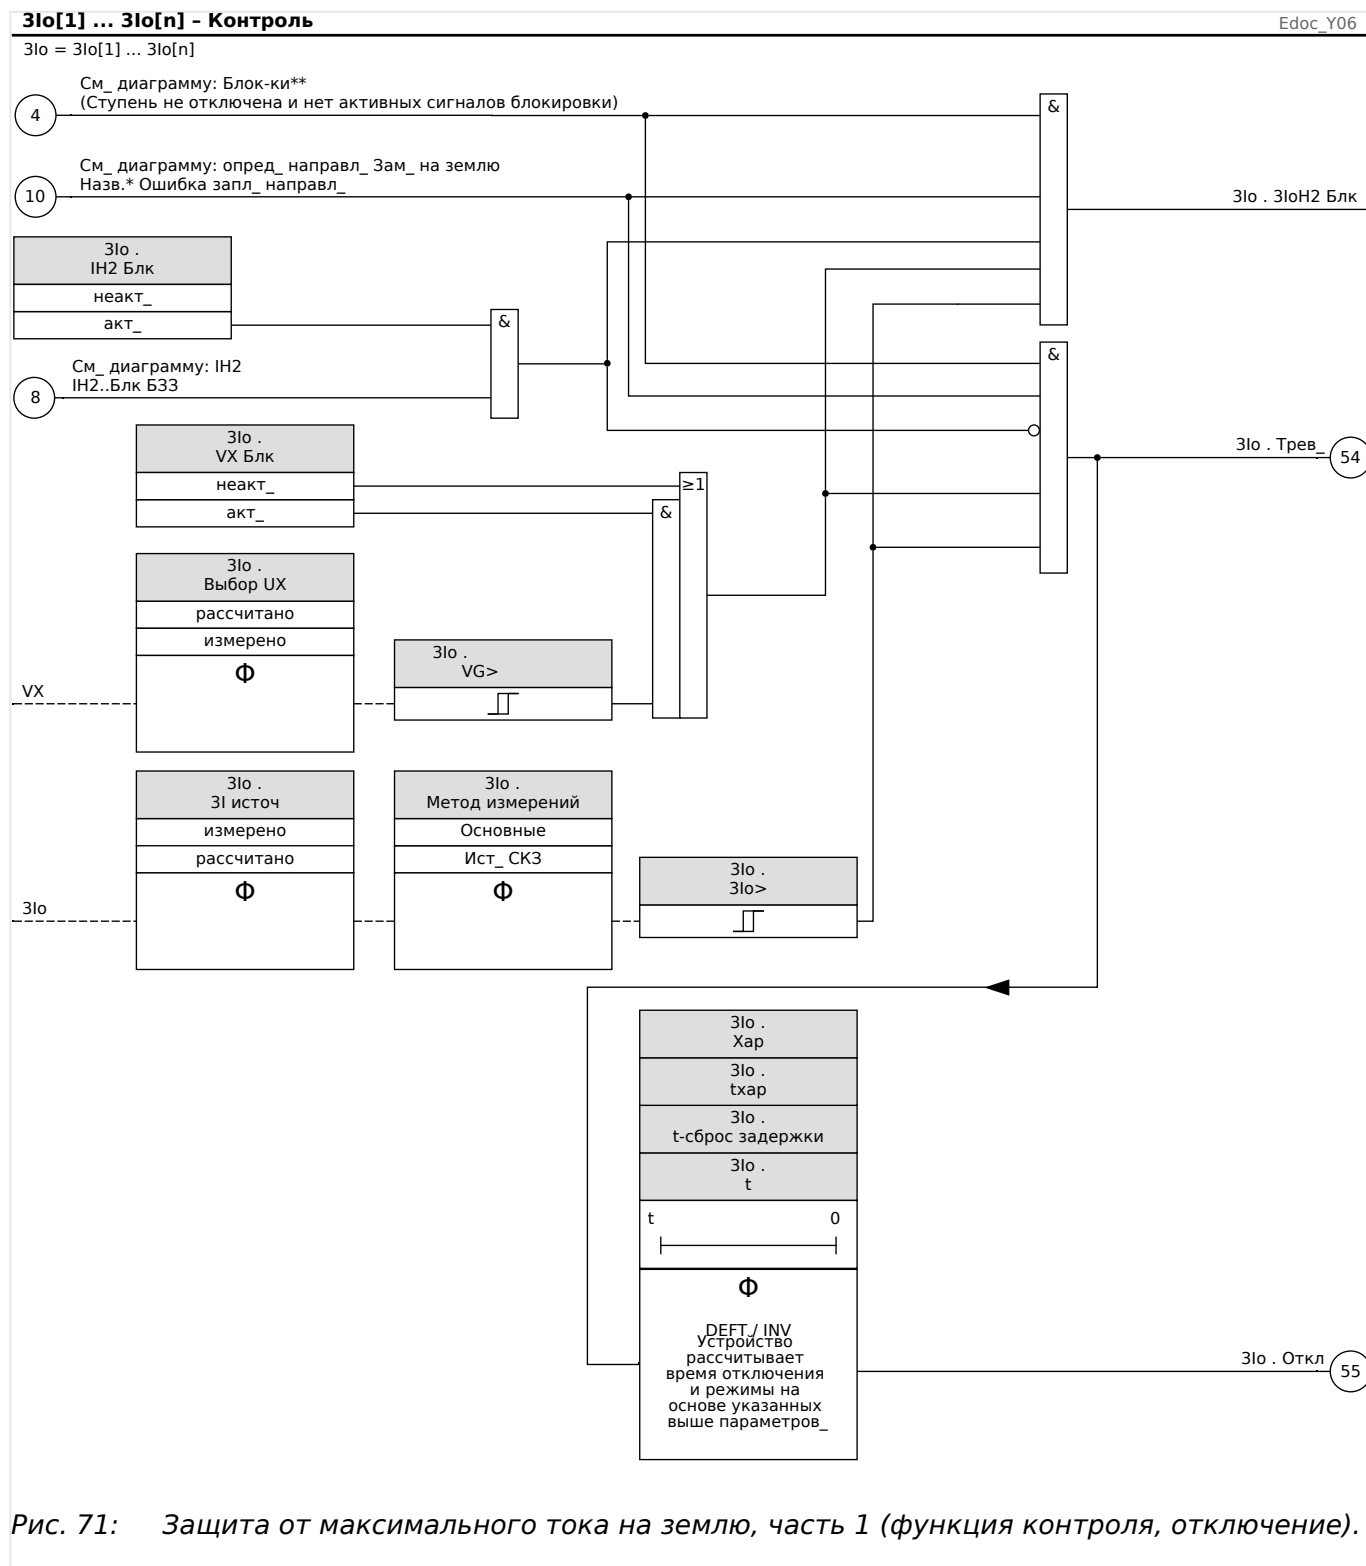 3Io[1] ... 3Io[n] – Контроль
Edoc_Y06
3Io = 3Io[1] ... 3Io[n]
См_ диаграмму: Блок-ки**
(Ступень не отключена и нет активных сигналов блокировки)
4
&
См_ диаграмму: опред_ направл_ Зам_ на землю
Назв.* Ошибка запл_ направл_
10
3Io . 3IoH2 Блк
3Io .
IH2 Блк
неакт_
акт_
&
См_ диаграмму: IH2
IH2..Блк БЗЗ
8
&
3Io . Трев_
54
3Io .
VX Блк
неакт_
акт_
≥1
&
3Io .
Выбор UX
рассчитано
измерено
Φ
VX
3Io .
VG>
3Io .
3I источ
измерено
рассчитано
Φ
3Io
3Io .
Метод измерений
Основные
Ист_ СКЗ
Φ
3Io .
3Io>
3Io .
Хар
3Io .
tхар
3Io .
t-сброс задержки
3Io .
t
t 0
Φ
DEFT / INV
Устройство
рассчитывает
время отключения
и режимы на
основе указанных
выше параметров_
3Io . Откл
55
Рис. 71: Защита от максимального тока на землю, часть 1 (функция контроля, отключение).